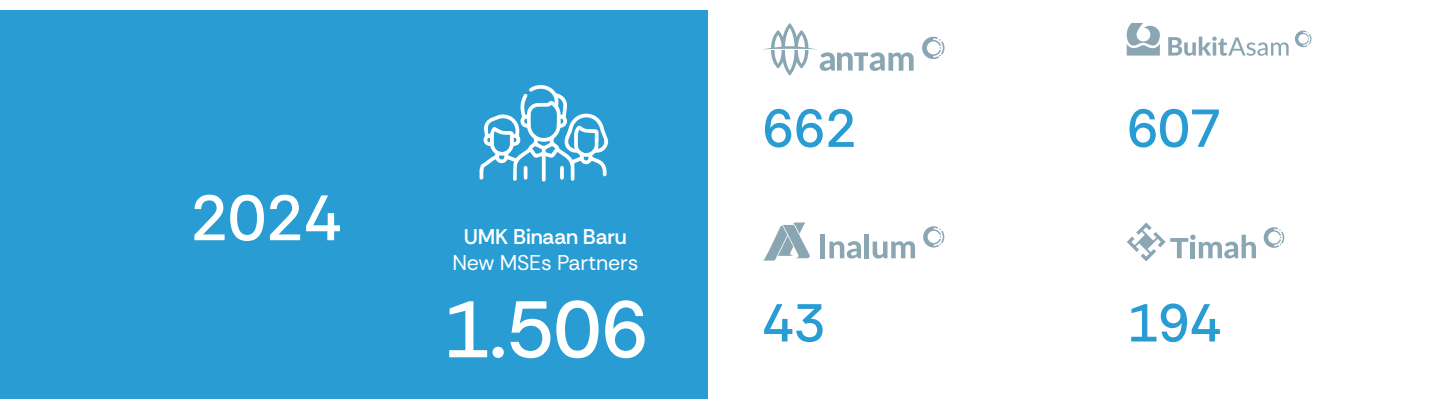 2024
UMK Binaan Baru
New MSEs Partners
1.506
anTam
662
BukitAsam
607
Inalum
43
Timah
194